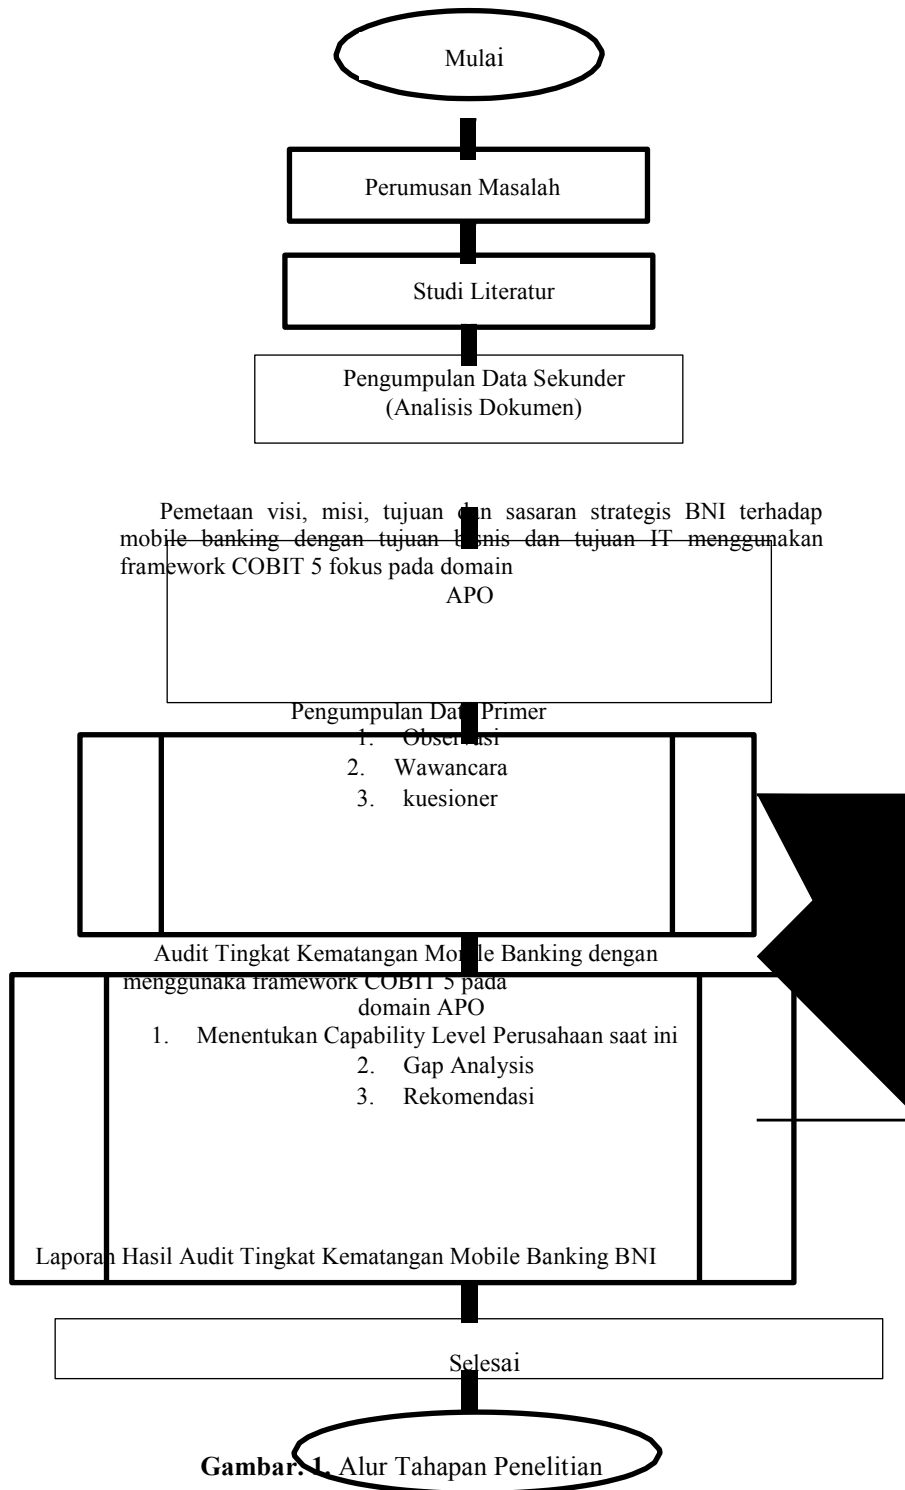 Mulai
Perumusan Masalah
Studi Literatur
Pengumpulan Data Sekunder
(Analisis Dokumen)
Pemetaan visi, misi, tujuan dan sasaran strategis BNI terhadap
mobile banking dengan tujuan bisnis dan tujuan IT menggunakan
framework COBIT 5 fokus pada domain
APO
Pengumpulan Data Primer
1. Observasi
2. Wawancara
3. kuesioner
Audit Tingkat Kematangan Mobile Banking dengan
menggunaka framework COBIT 5 pada
domain APO
1. Menentukan Capability Level Perusahaan saat ini
2. Gap Analysis
3. Rekomendasi
Laporan Hasil Audit Tingkat Kematangan Mobile Banking BNI
Selesai
Gambar. 1. Alur Tahapan Penelitian